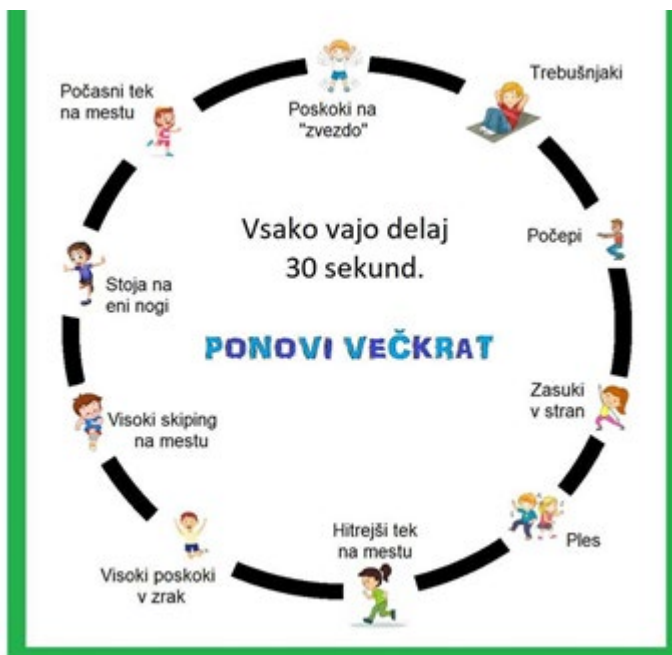 Poskoki na
"zvezdo"
Trebušnjaki
Počepi
Zasuki
v stran
Ples
Hitrejši tek
na mestu
Visoki poskoki
v zrak
Visoki skiping
na mestu
Stoja na
eni nogi
Počasni tek
na mestu
Vsako vajo delaj
30 sekund.
PONOVI VEČKRAT